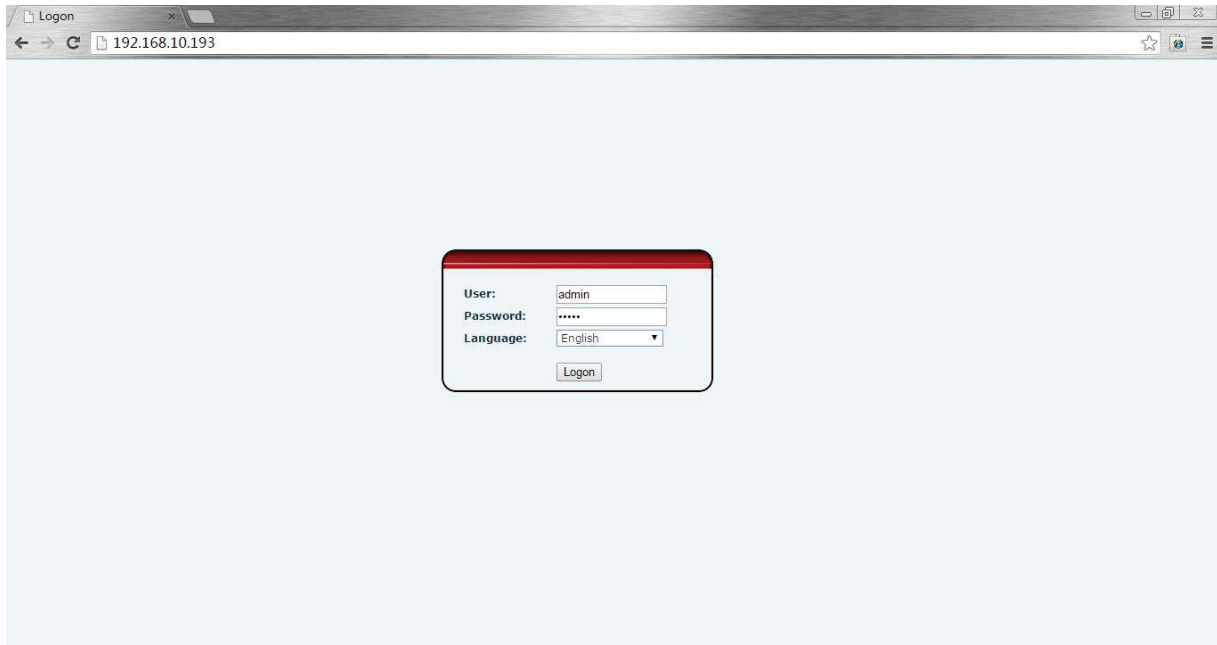 Logon
192.168.10.193
User: admin
Password: •••••
Language: English
Logon